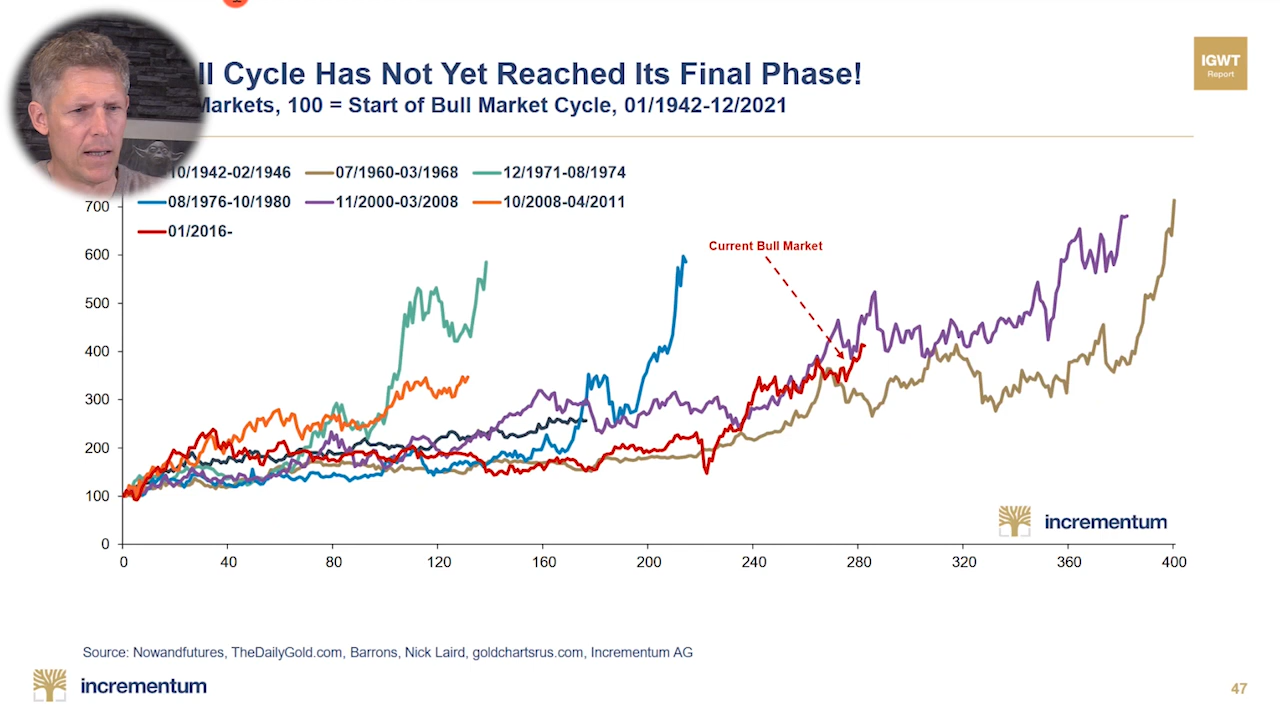 ll Cycle Has Not Yet Reached Its Final Phase!
Markets, 100 = Start of Bull Market Cycle, 01/1942-12/2021
IGWT
Report
10/1942-02/1946 07/1960-03/1968 12/1971-08/1974
08/1976-10/1980 11/2000-03/2008 10/2008-04/2011
01/2016-
700
600
500
400
300
200
100
0
Current Bull Market
incrementum
0 40 80 120 160 200 240 280 320 360 400
Source: Nowandfutures, TheDailyGold.com, Barrons, Nick Laird, goldchartsrus.com, Incrementum AG
incrementum
47